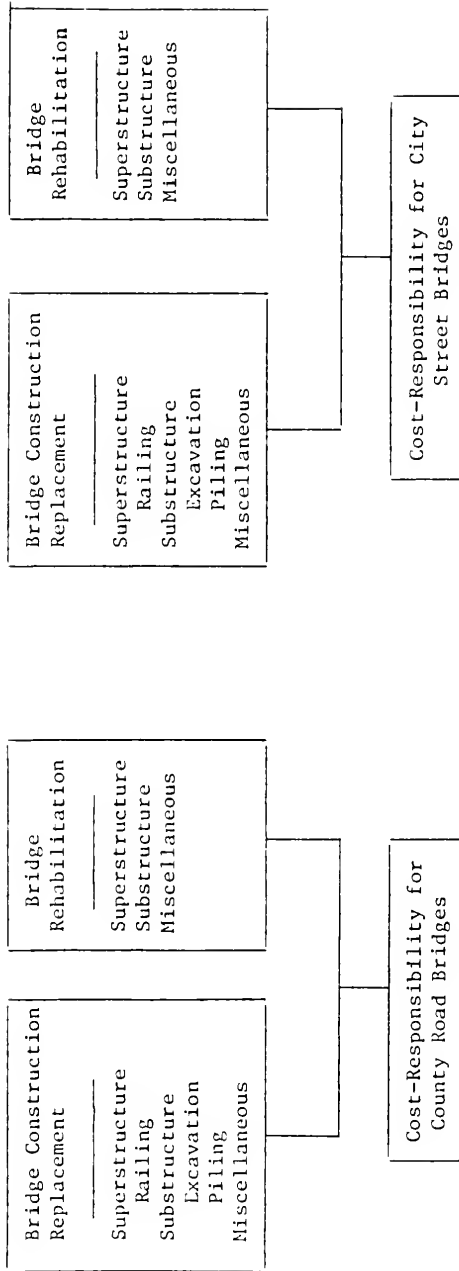 Bridge Construction
Replacement
Superstructure
Railing
Substructure
Excavation
Piling
Miscellaneous
Bridge
Rehabilitation
Superstructure
Substructure
Miscellaneous
Cost-Responsibility for
County Road Bridges
Bridge Construction
Replacement
Superstructure
Railing
Substructure
Excavation
Piling
Miscellaneous
Bridge
Rehabilitation
Superstructure
Substructure
Miscellaneous
Cost-Responsibility for City
Street Bridges